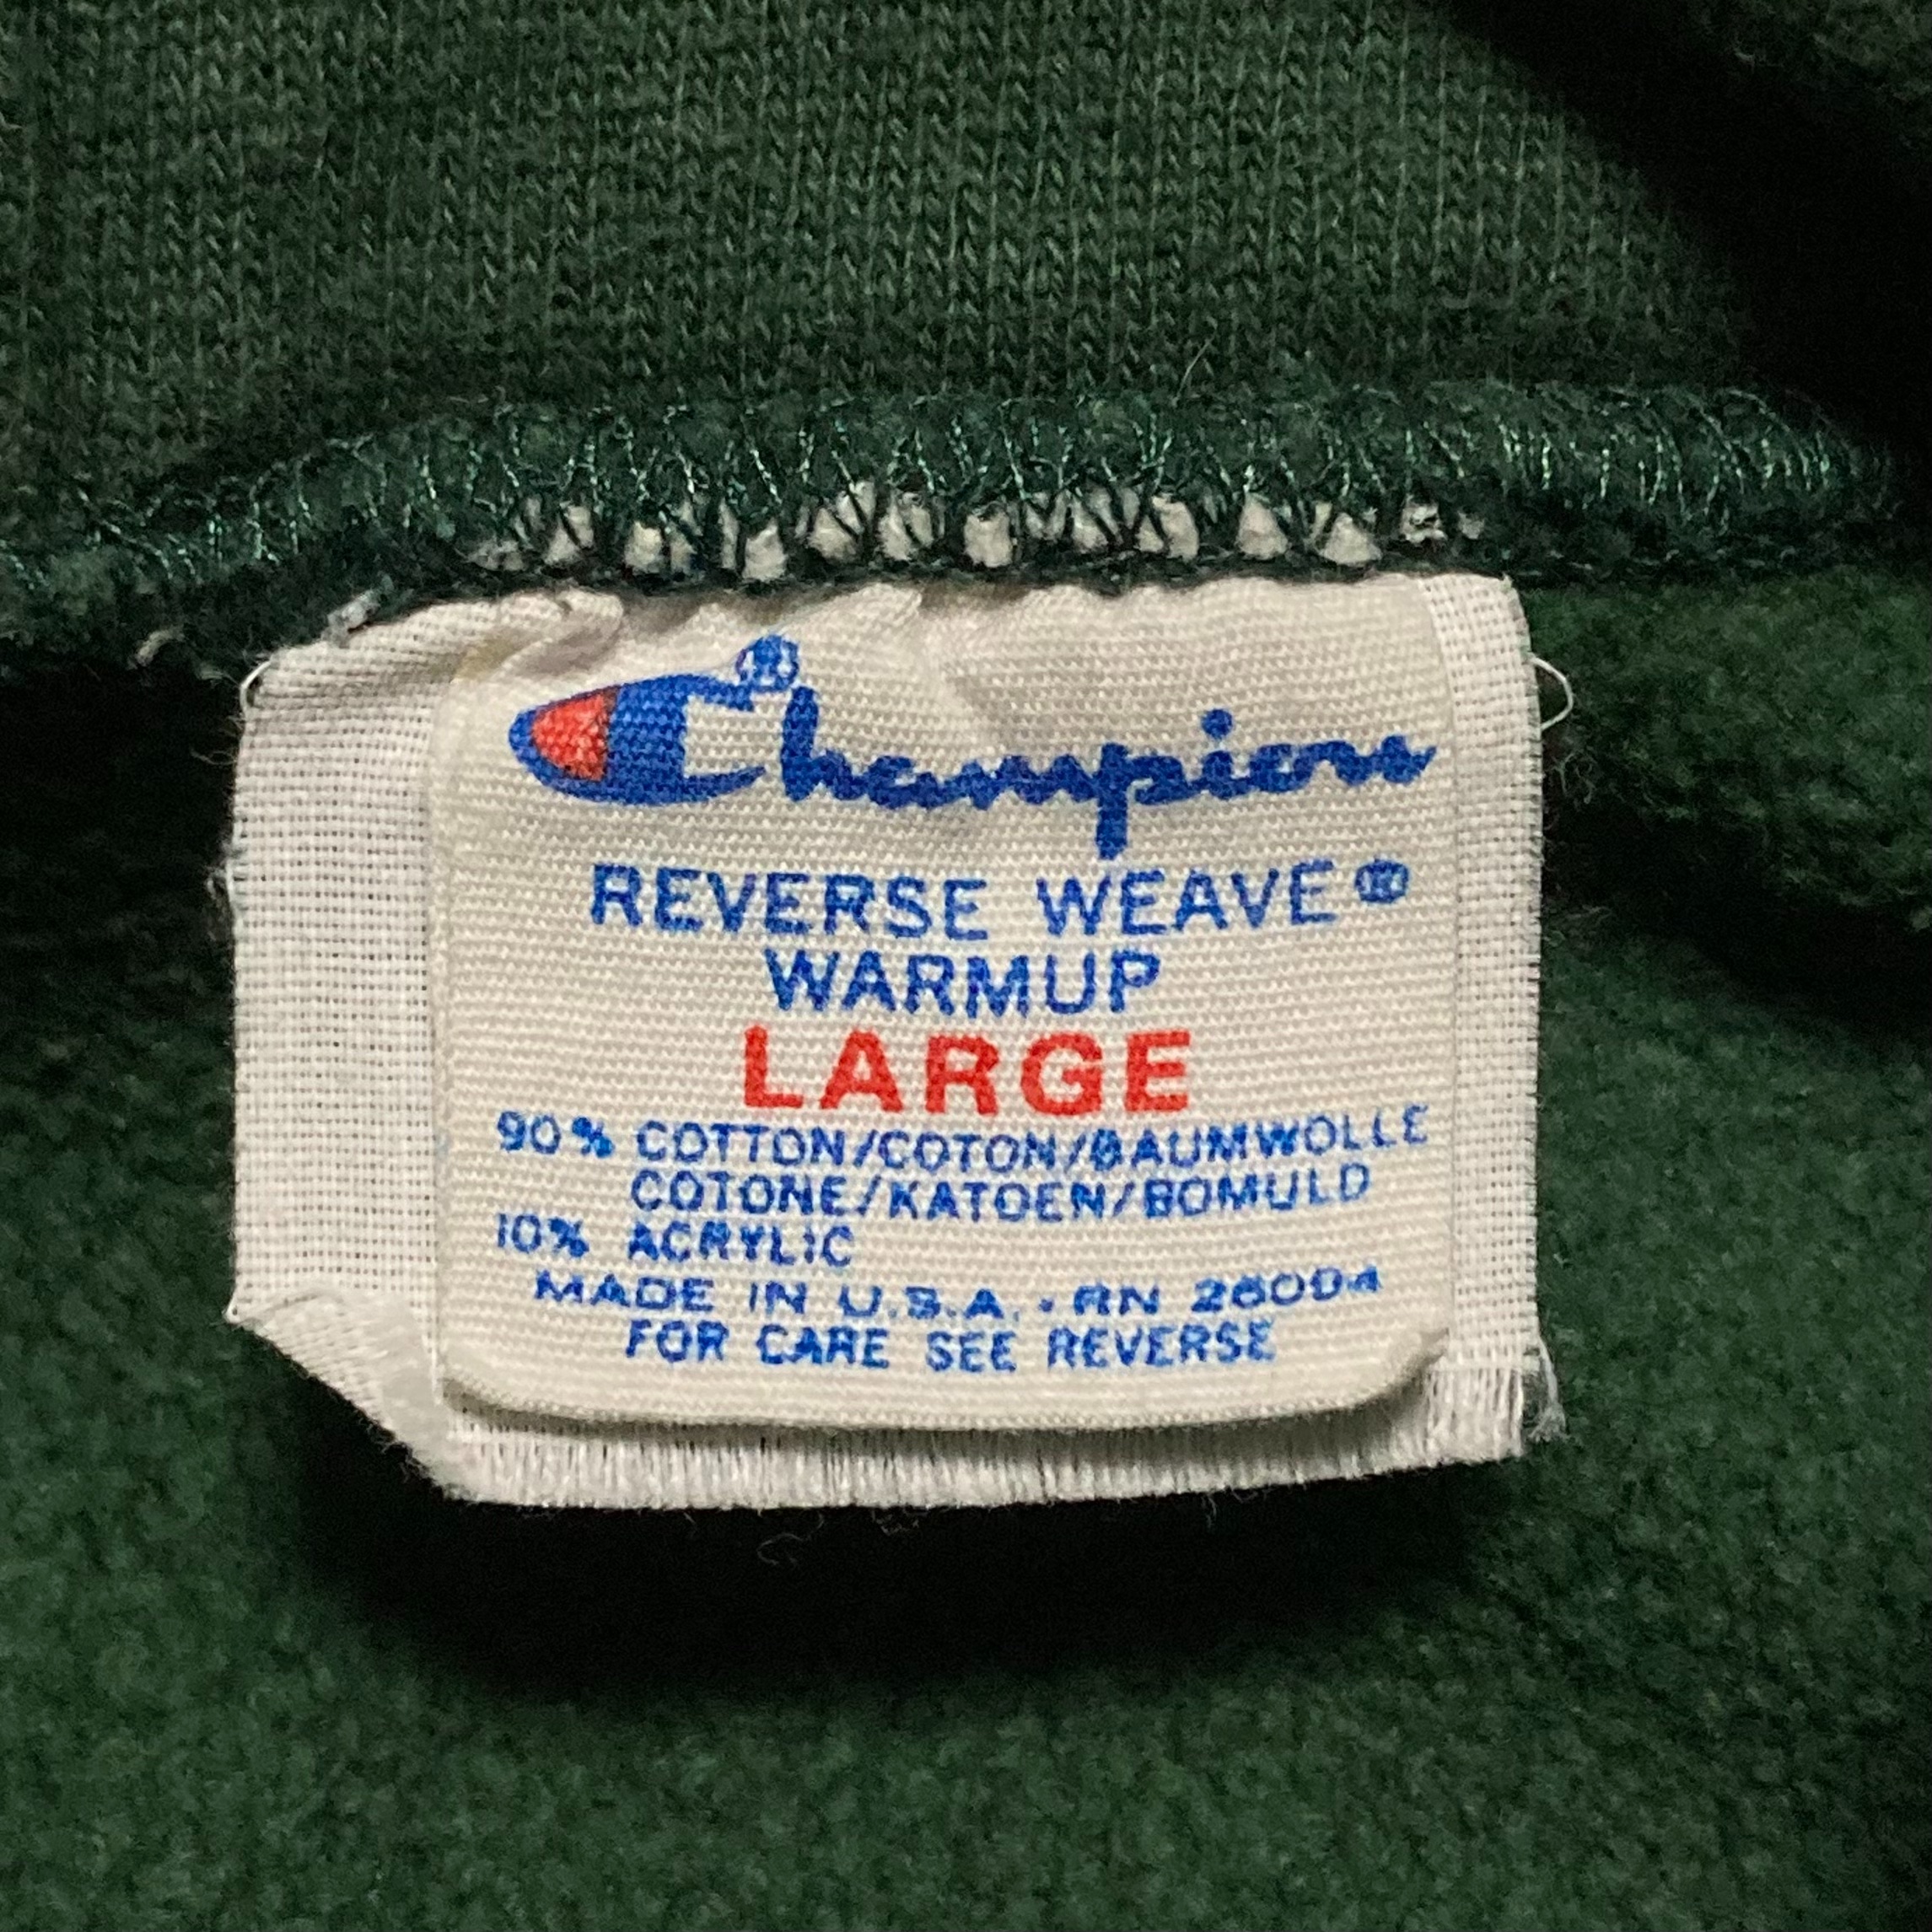 Champion®
REVERSE WEAVE®
WARMUP
LARGE
90% COTTON/COTON/BAUMWOLLE
COTONE/KATOEN/BOMULD
10% ACRYLIC
MADE IN U.S.A. · RN 26094
FOR CARE SEE REVERSE